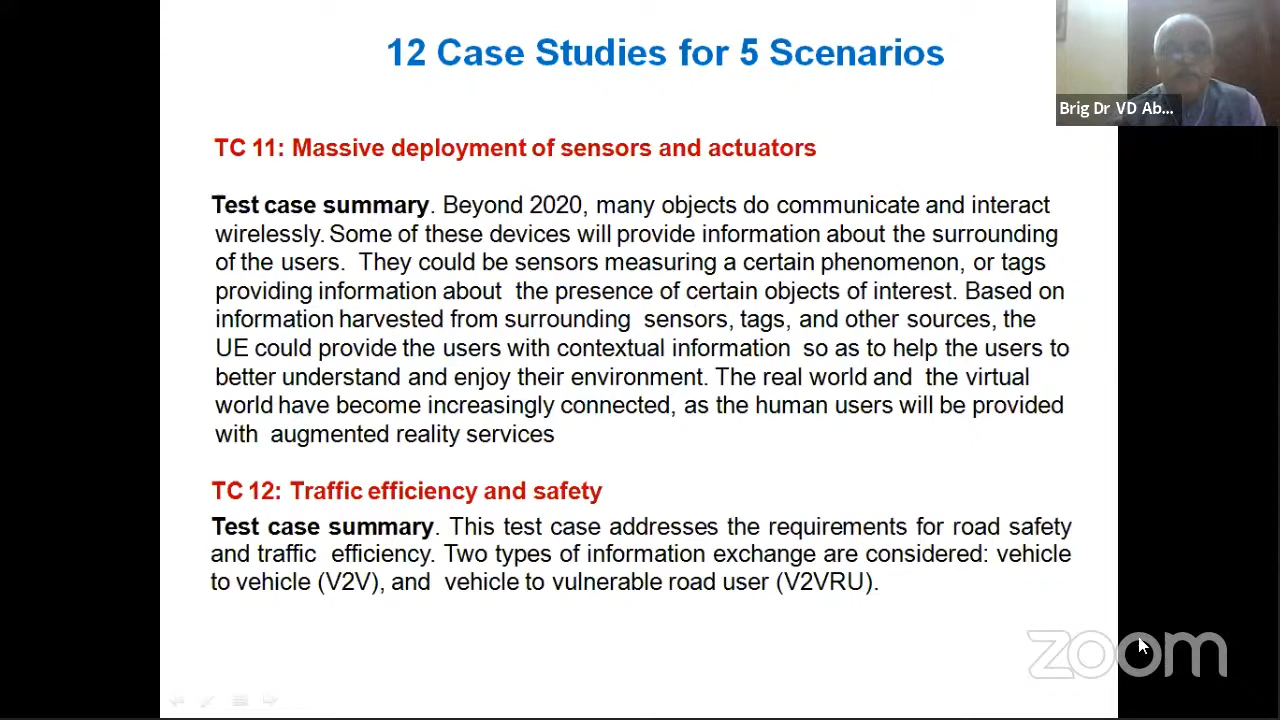 12 Case Studies for 5 Scenarios
Brig Dr VD Ab...
TC 11: Massive deployment of sensors and actuators
Test case summary. Beyond 2020, many objects do communicate and interact
wirelessly. Some of these devices will provide information about the surrounding
of the users. They could be sensors measuring a certain phenomenon, or tags
providing information about the presence of certain objects of interest. Based on
information harvested from surrounding sensors, tags, and other sources, the
UE could provide the users with contextual information so as to help the users to
better understand and enjoy their environment. The real world and the virtual
world have become increasingly connected, as the human users will be provided
with augmented reality services
TC 12: Traffic efficiency and safety
Test case summary. This test case addresses the requirements for road safety
and traffic efficiency. Two types of information exchange are considered: vehicle
to vehicle (V2V), and vehicle to vulnerable road user (V2VRU).
zoom